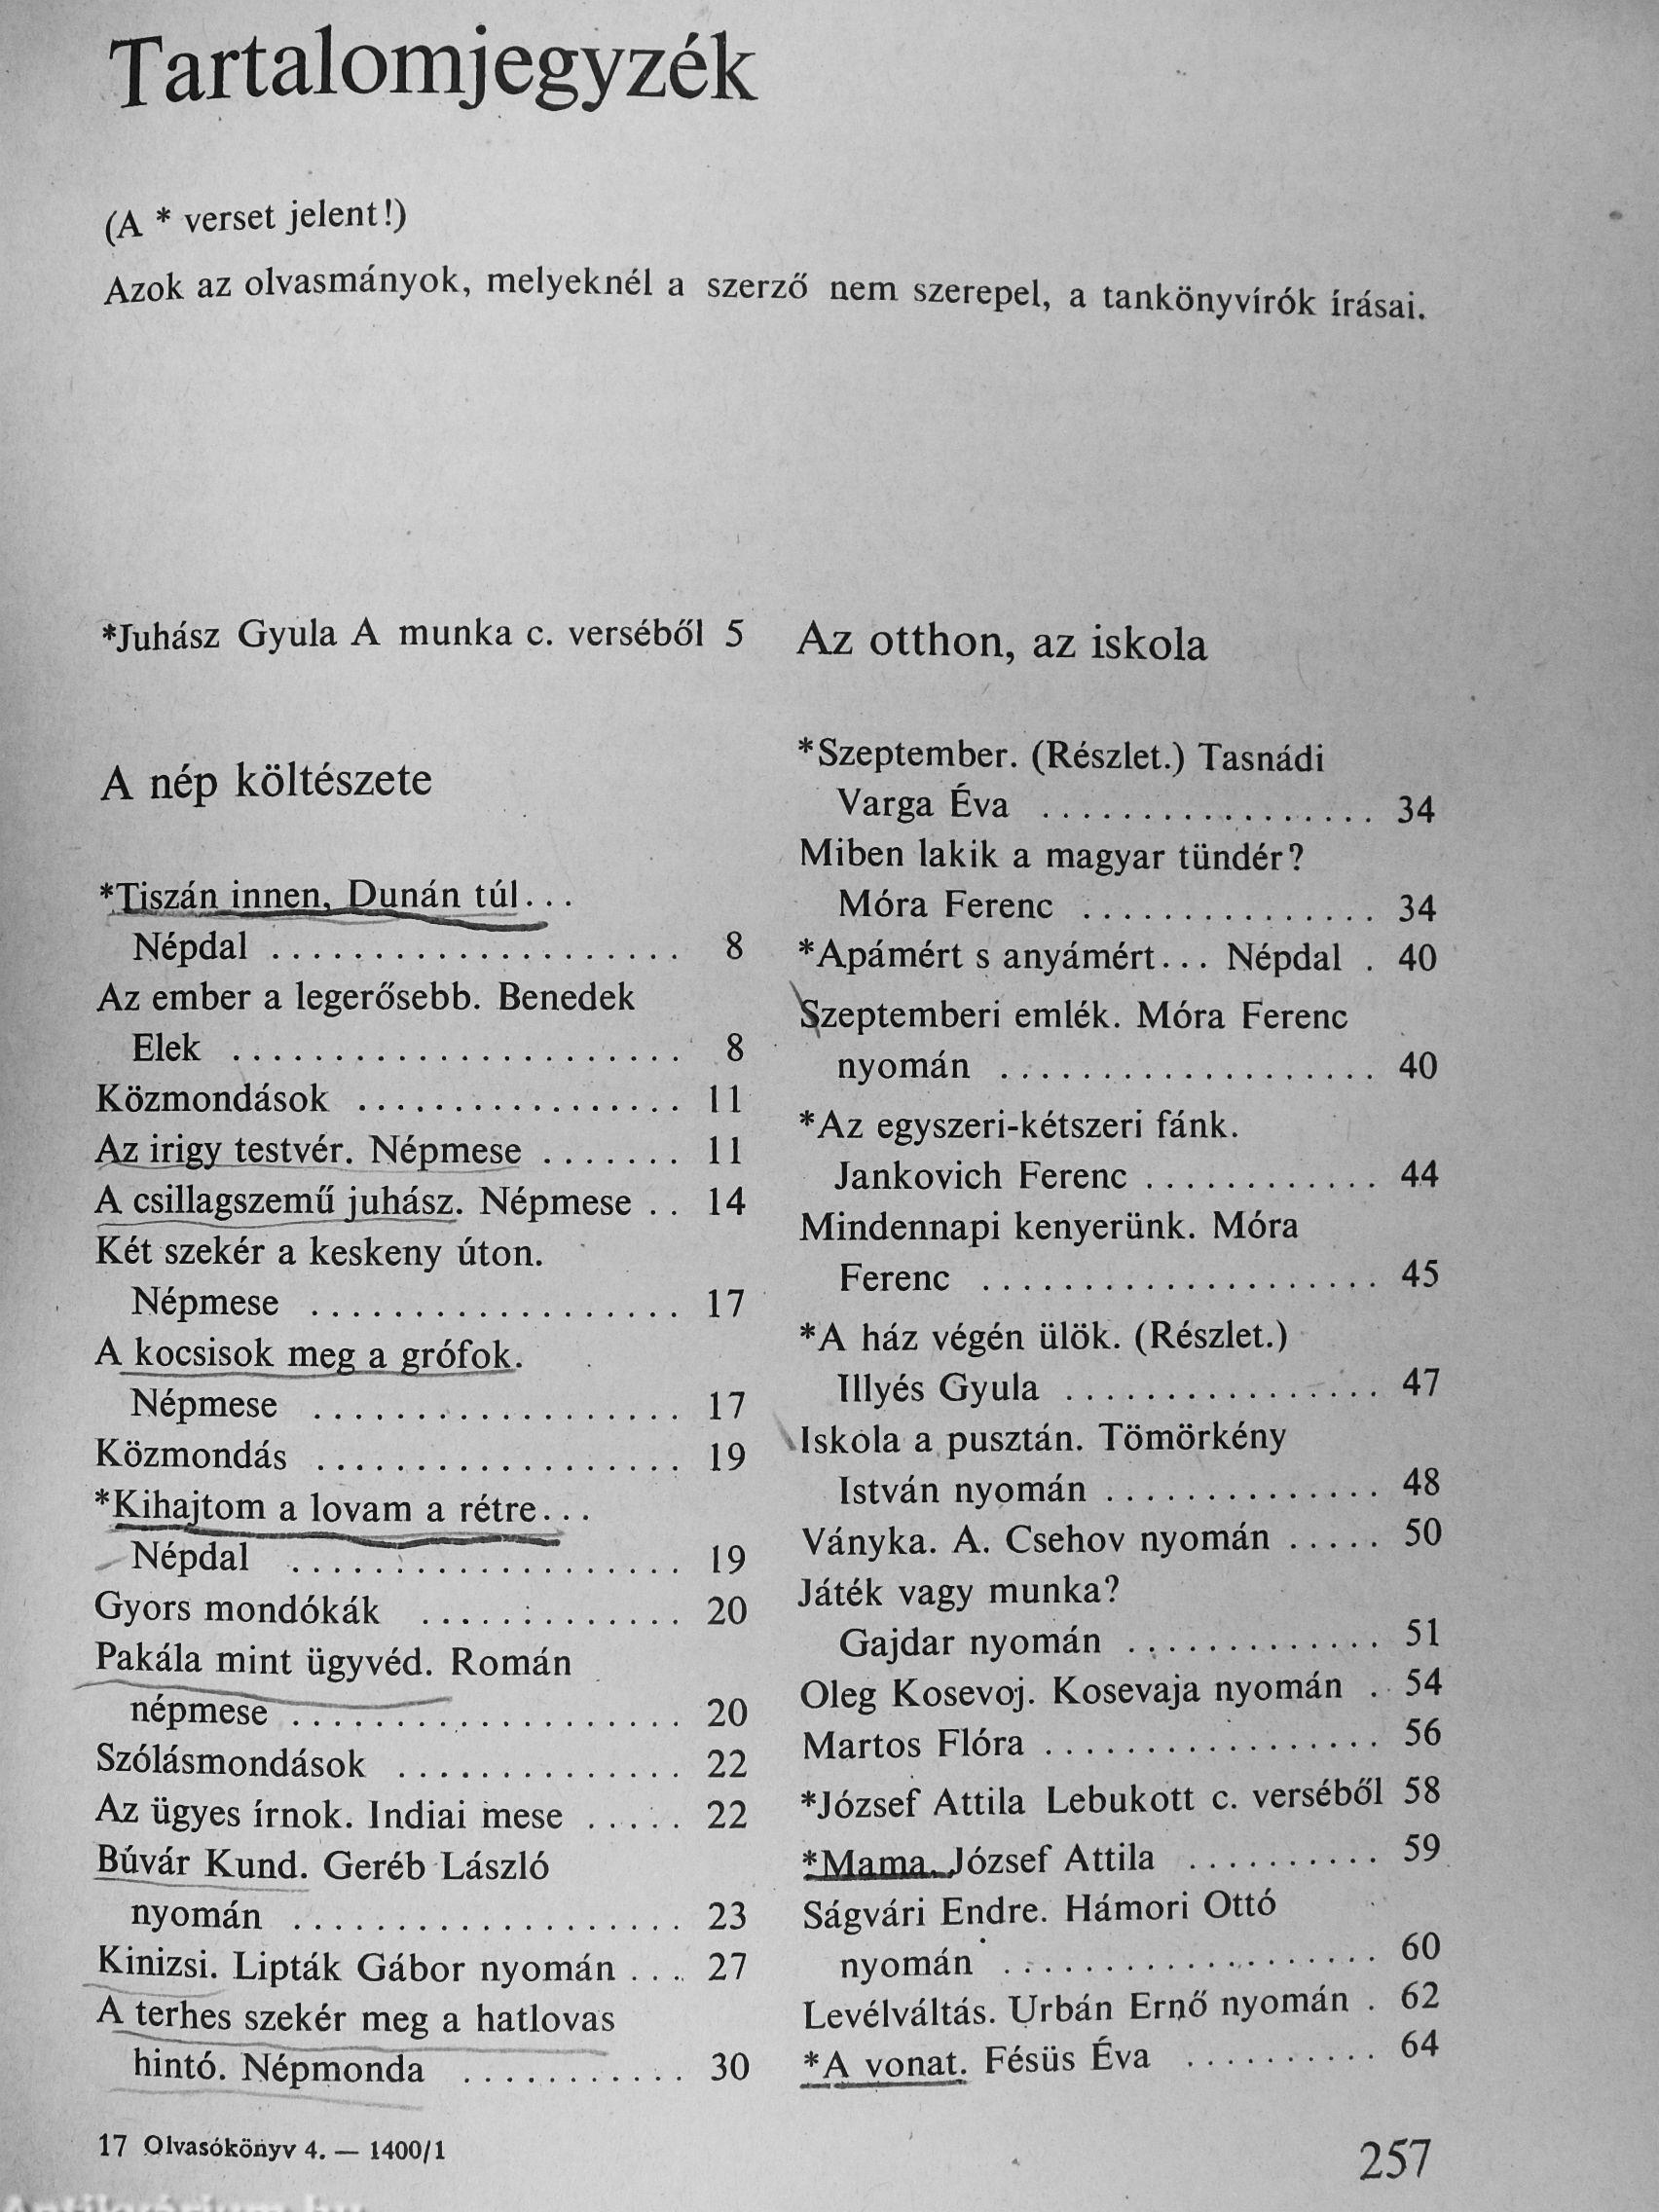 Tartalomjegyzék
(A * verset jelent!)
Azok az olvasmányok, melyeknél a szerző nem szerepel, a tankönyvírók írásai.
*Juhász Gyula A munka c. verséből 5
A nép költészete
*Tiszán innen, Dunán túl...
Népdal ..................... 8
Az ember a legerősebb. Benedek
Elek ....................... 8
Közmondások ................. 11
Az irigy testvér. Népmese ....... 11
A csillagszemű juhász. Népmese .. 14
Két szekér a keskeny úton.
Népmese ................... 17
A kocsisok meg a grófok.
Népmese ................... 17
Közmondás ................... 19
*Kihajtom a lovam a rétre...
Népdal .................... 19
Gyors mondókák ............. 20
Pakála mint ügyvéd. Román
népmese .................... 20
Szólásmondások ............... 22
Az ügyes írnok. Indiai mese ..... 22
Búvár Kund. Geréb László
nyomán .................... 23
Kinizsi. Lipták Gábor nyomán ... 27
A terhes szekér meg a hatlovas
hintó. Népmonda ........... 30
Az otthon, az iskola
*Szeptember. (Részlet.) Tasnádi
Varga Éva ................. 34
Miben lakik a magyar tündér?
Móra Ferenc ............... 34
*Apámért s anyámért... Népdal . 40
Szeptemberi emlék. Móra Ferenc
nyomán ................... 40
*Az egyszeri-kétszeri fánk.
Jankovich Ferenc ............ 44
Mindennapi kenyerünk. Móra
Ferenc .................... 45
*A ház végén ülök. (Részlet.)
Illyés Gyula ................ 47
Iskola a pusztán. Tömörkény
István nyomán .............. 48
Ványka. A. Csehov nyomán ..... 50
Játék vagy munka?
Gajdar nyomán ............. 51
Oleg Kosevoj. Kosevaja nyomán .. 54
Martos Flóra ................. 56
*József Attila Lebukott c. verséből 58
*Mama. József Attila .......... 59
Ságvári Endre. Hámori Ottó
nyomán ................... 60
Levélváltás. Urbán Ernő nyomán . 62
*A vonat. Fésüs Éva .......... 64
17 Olvasókönyv 4. — 1400/1
257
Antikvárium.hu